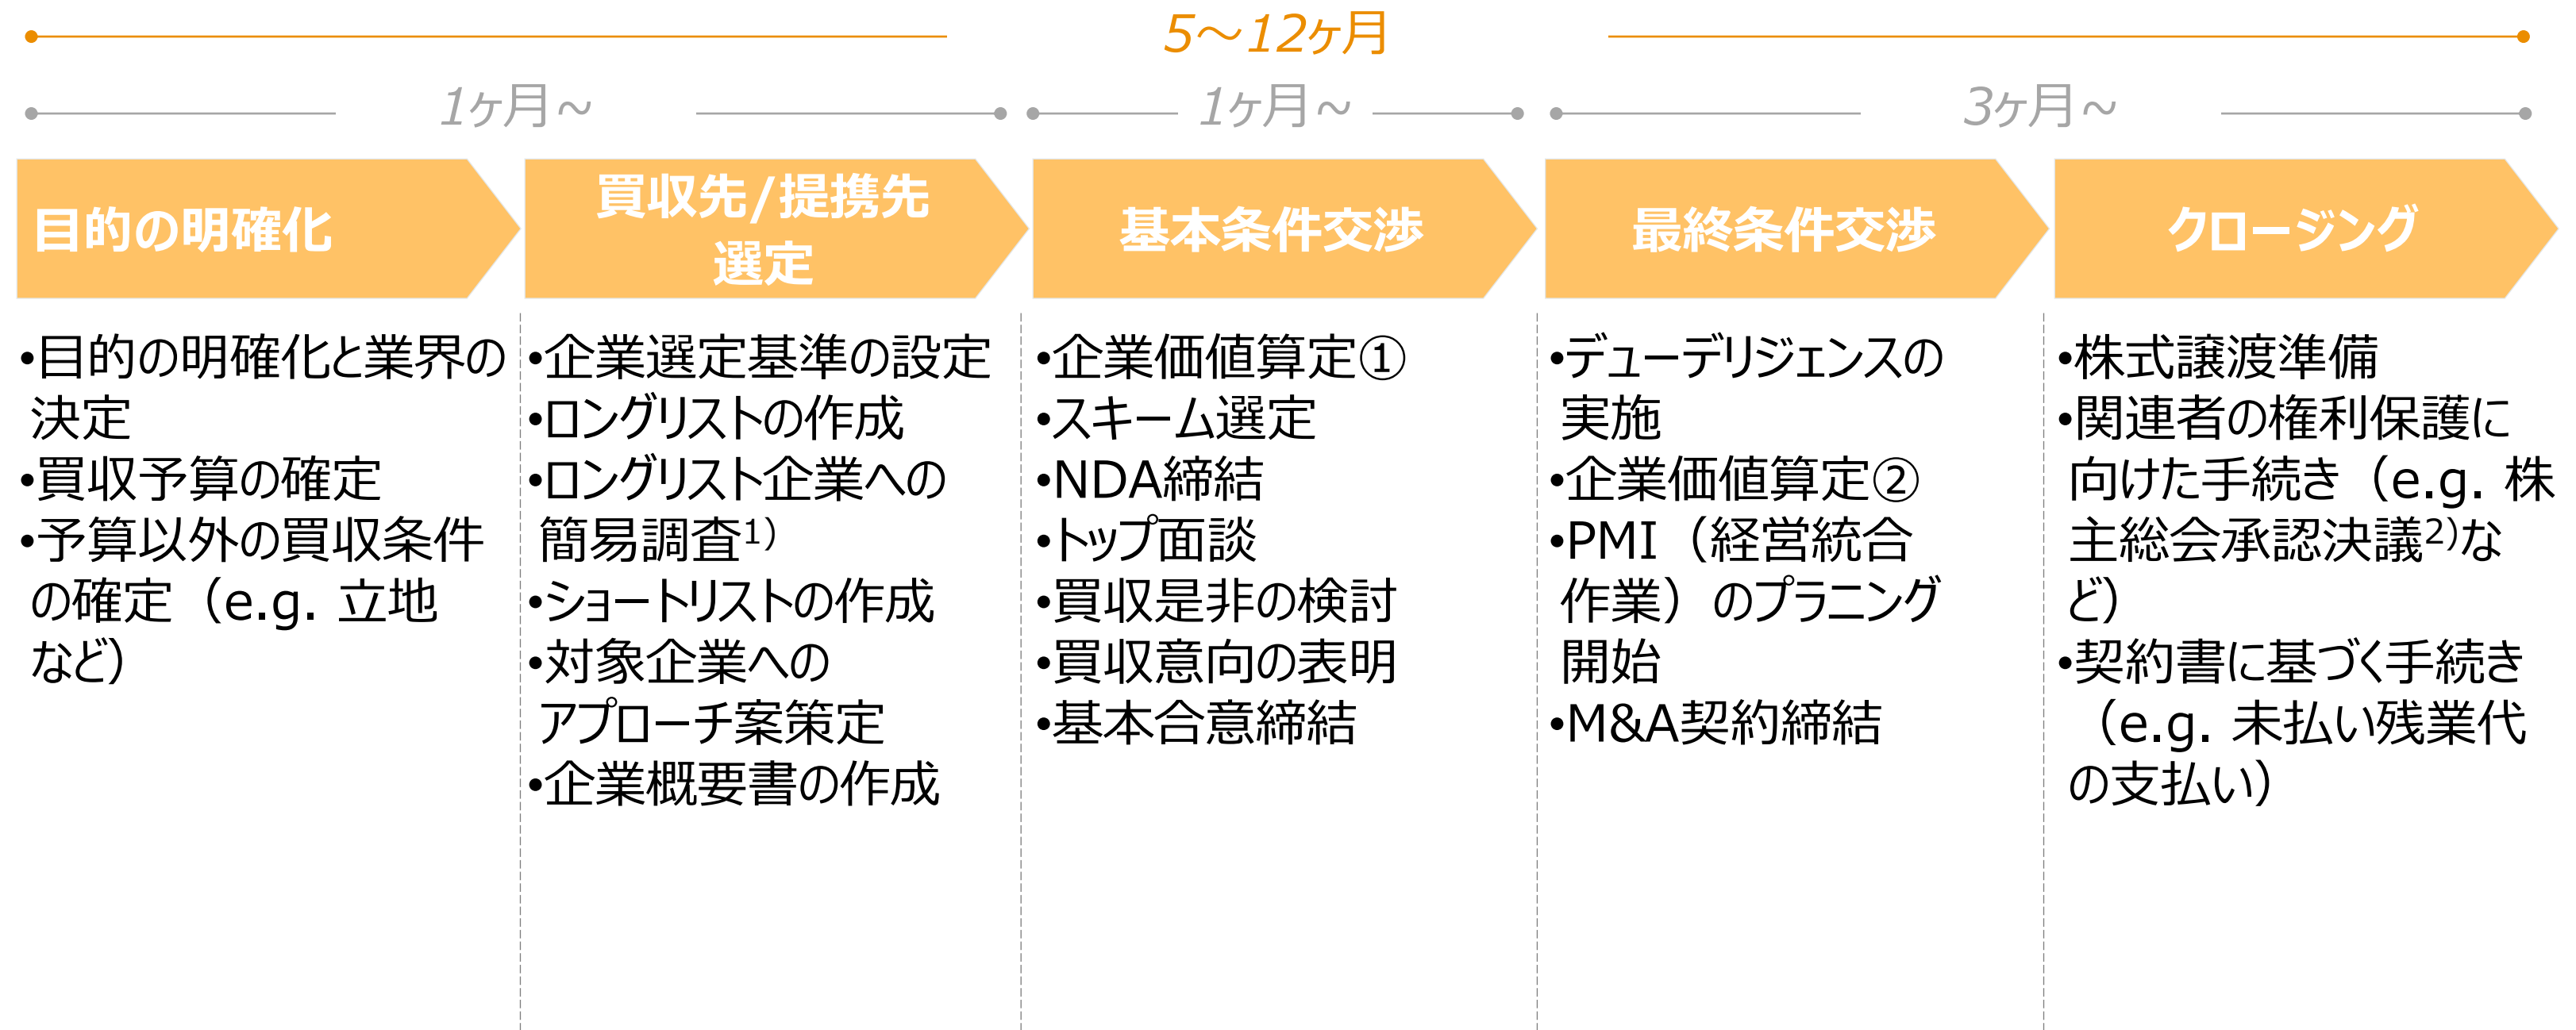 5～12ヶ月
1ヶ月~
1ヶ月~
3ヶ月~
目的の明確化
買収先/提携先
選定
基本条件交渉
最終条件交渉
クロージング
•目的の明確化と業界の
決定
•買収予算の確定
•予算以外の買収条件
の確定（e.g. 立地
など）
•企業選定基準の設定
•ロングリストの作成
•ロングリスト企業への
簡易調査1)
•ショートリストの作成
•対象企業への
アプローチ案策定
•企業概要書の作成
•企業価値算定①
•スキーム選定
•NDA締結
•トップ面談
•買収是非の検討
•買収意向の表明
•基本合意締結
•デューデリジェンスの
実施
•企業価値算定②
•PMI（経営統合
作業）のプラニング
開始
•M&A契約締結
•株式譲渡準備
•関連者の権利保護に
向けた手続き（e.g. 株
主総会承認決議2)な
ど）
•契約書に基づく手続き
（e.g. 未払い残業代
の支払い）